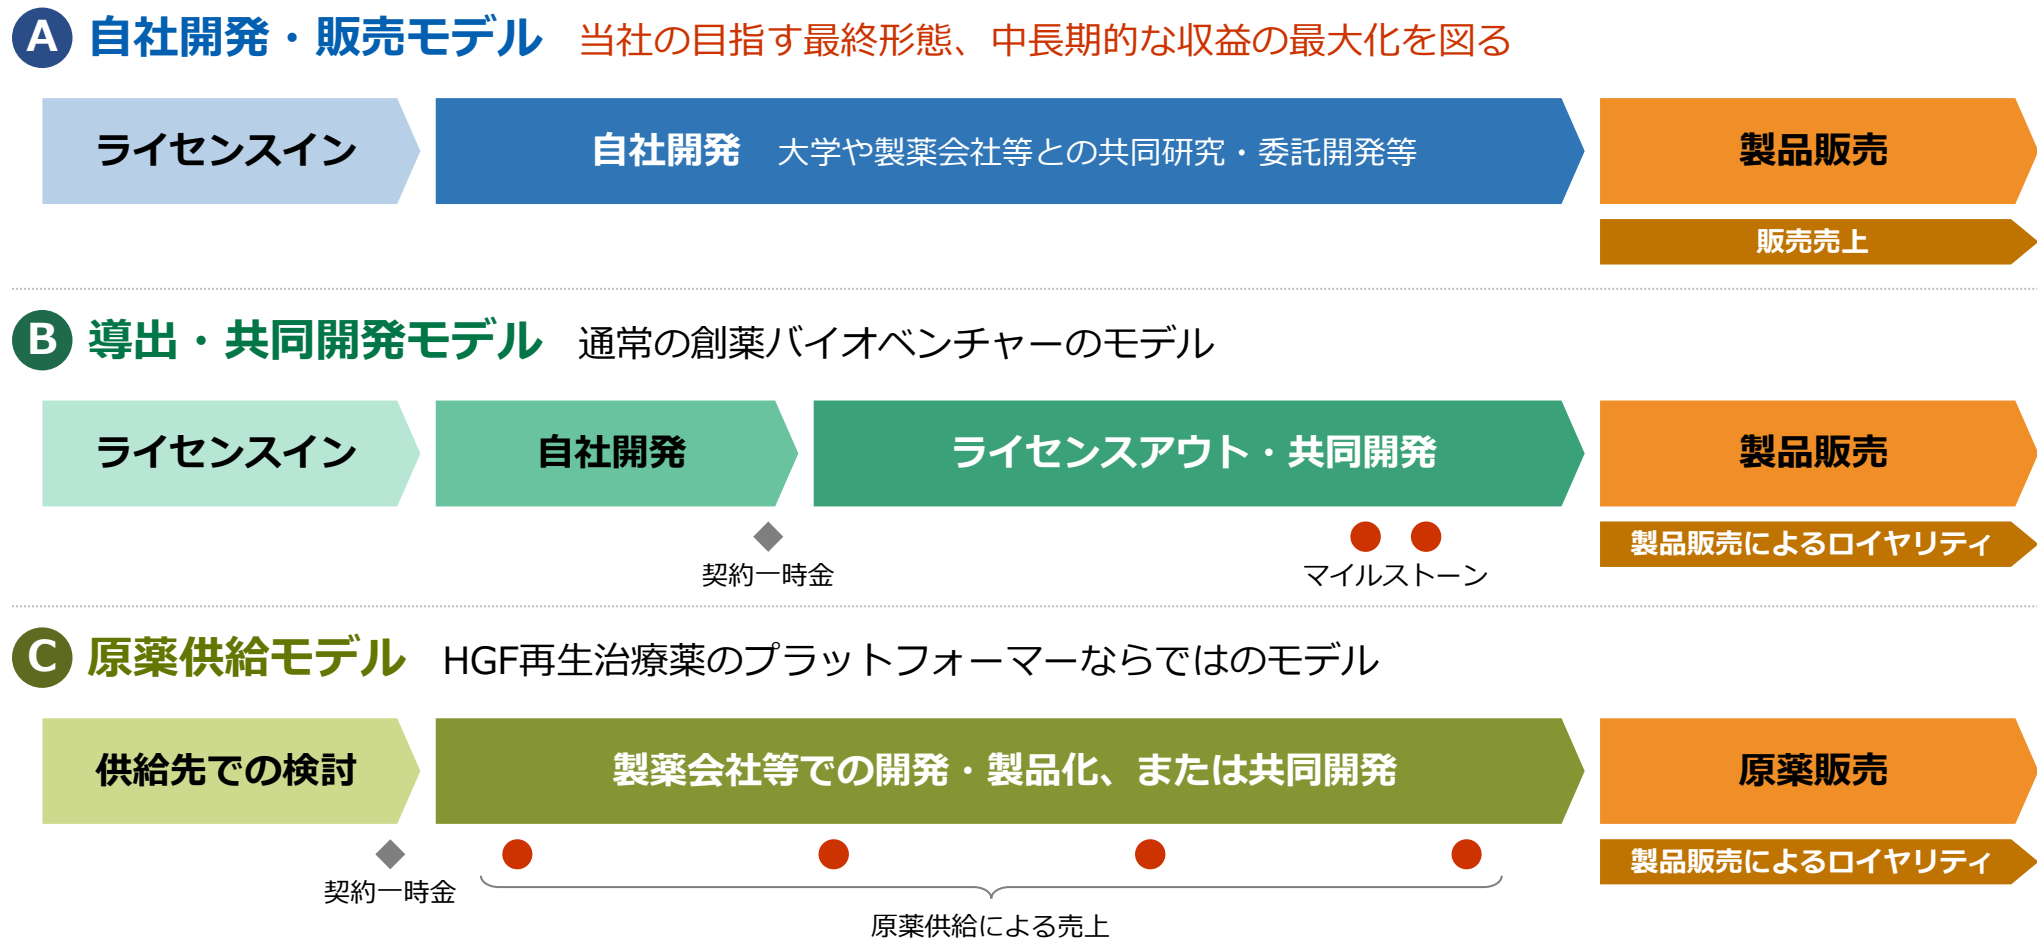 A 自社開発・販売モデル 当社の目指す最終形態、中長期的な収益の最大化を図る
ライセンスイン
自社開発 大学や製薬会社等との共同研究・委託開発等
製品販売
販売売上
B 導出・共同開発モデル 通常の創薬バイオベンチャーのモデル
ライセンスイン
自社開発
ライセンスアウト・共同開発
製品販売
契約一時金
マイルストーン
製品販売によるロイヤリティ
C 原薬供給モデル HGF再生治療薬のプラットフォーマーならではのモデル
供給先での検討
製薬会社等での開発・製品化、または共同開発
原薬販売
契約一時金
原薬供給による売上
製品販売によるロイヤリティ